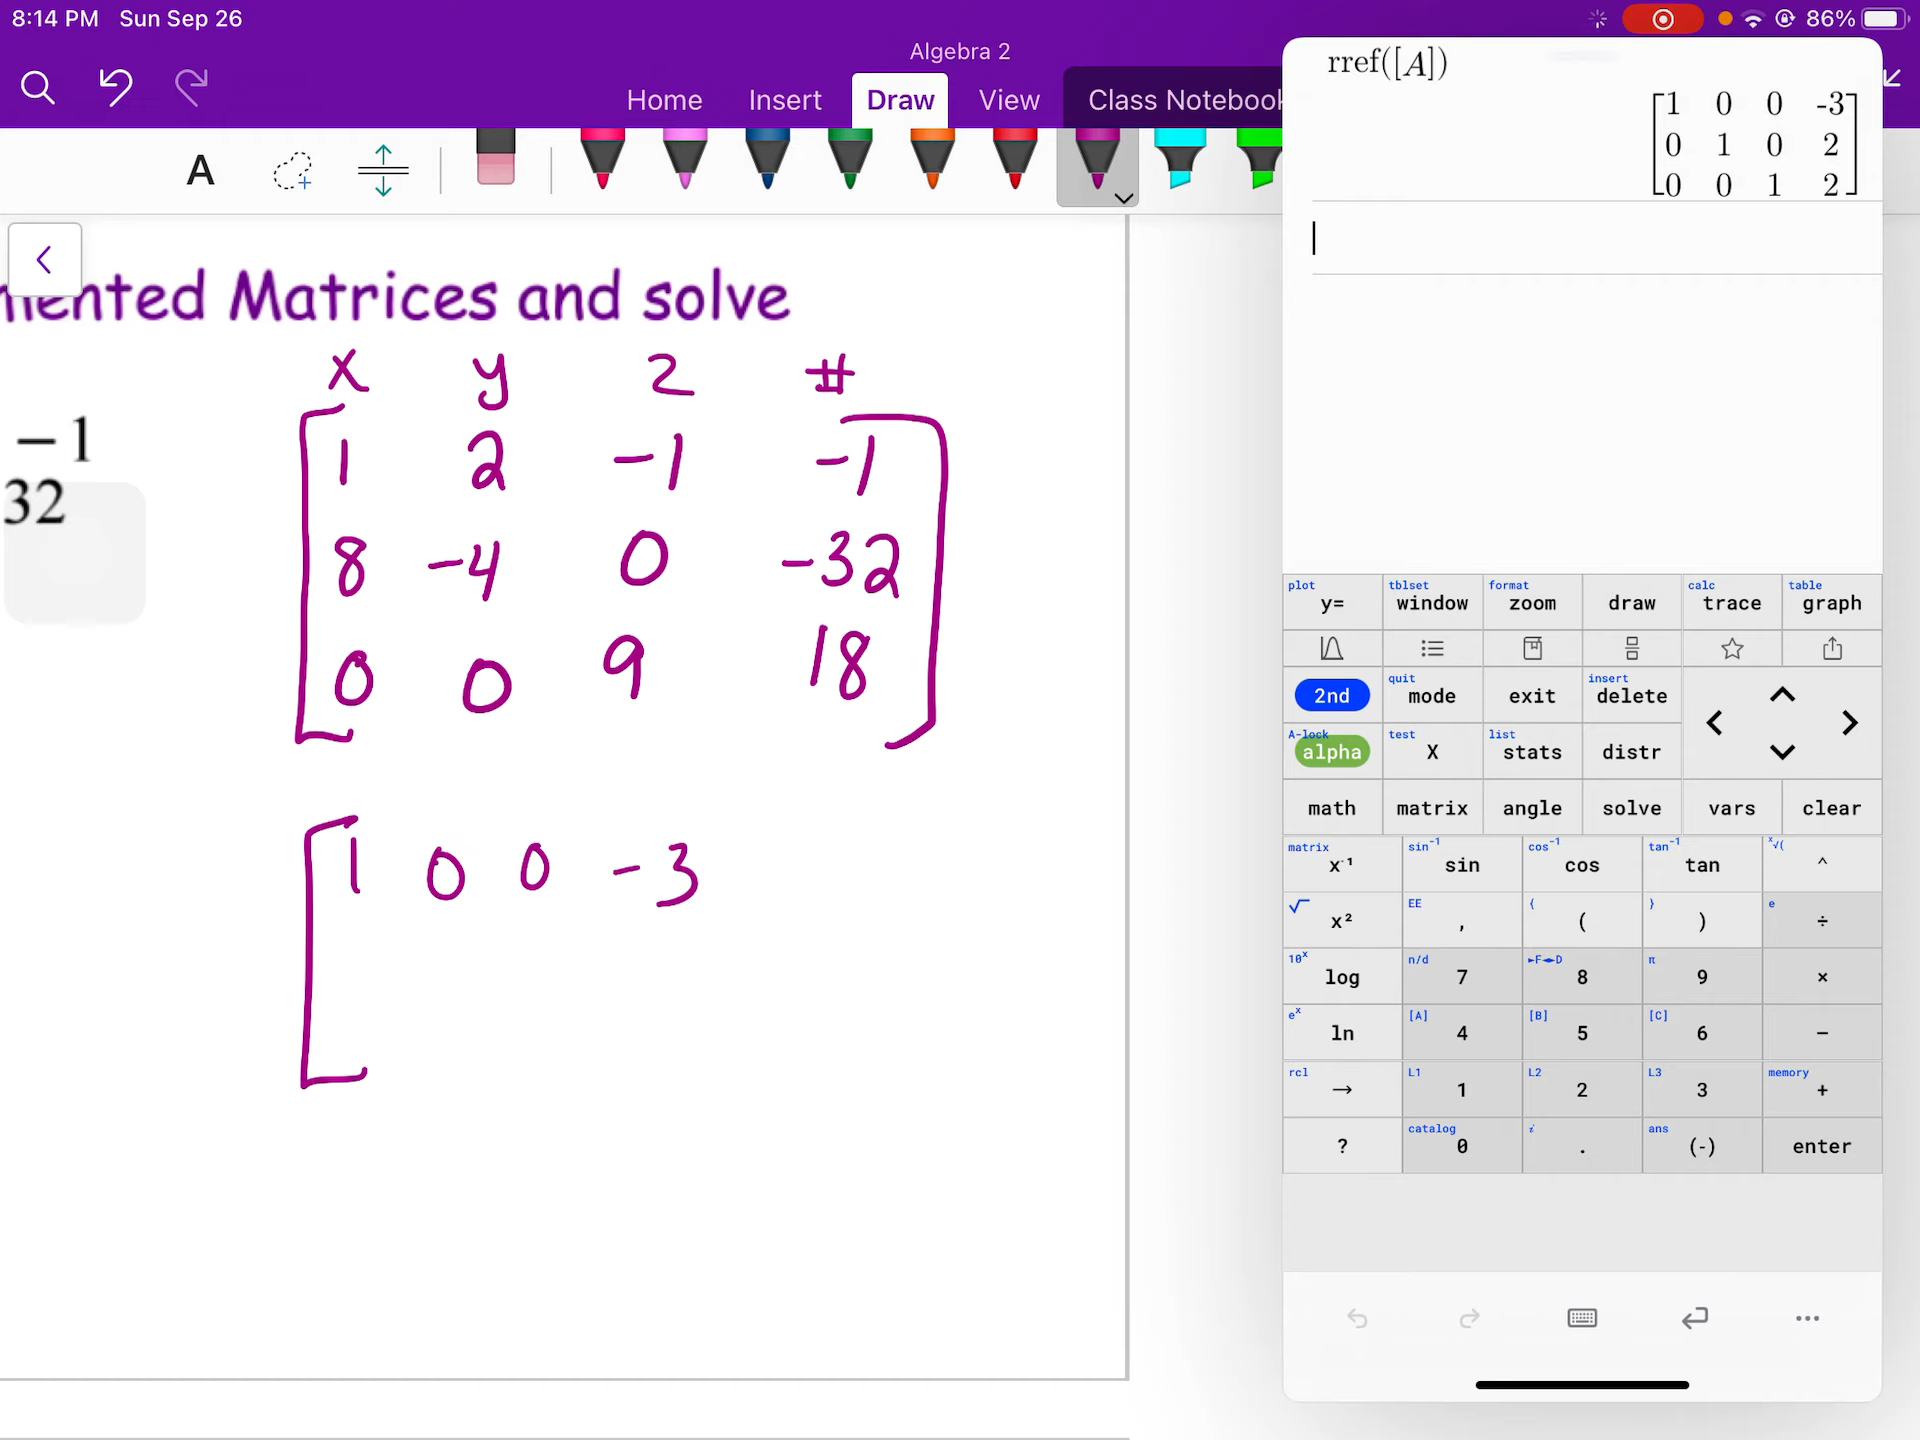 8:14 PM Sun Sep 26
86%
Algebra 2
Home Insert Draw View Class Notebook
A
mented Matrices and solve
− 1
32
x y z #
1 2 -1 -1
8 -4 0 -32
0 0 9 18
1 0 0 -3
rref([A])
1 0 0 -3
0 1 0 2
0 0 1 2
plot tblset format calc table
y= window zoom draw trace graph
quit insert
2nd mode exit delete
A-lock test list
alpha X stats distr
math matrix angle solve vars clear
matrix sin⁻¹ cos⁻¹ tan⁻¹ ˣ√(
x⁻¹ sin cos tan ^
√ EE { } e
x² , ( ) ÷
10ˣ n/d ►F◄►D π
log 7 8 9 ×
eˣ [A] [B] [C]
ln 4 5 6 −
rcl L1 L2 L3 memory
→ 1 2 3 +
catalog i ans
? 0 . (-) enter